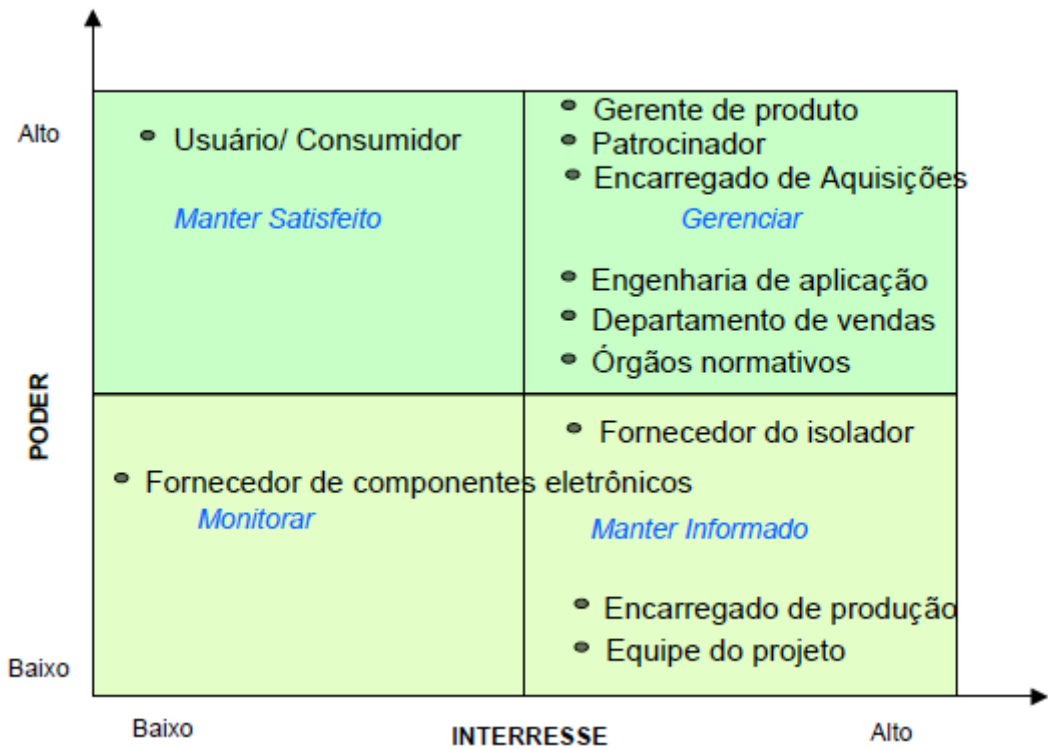 Alto
Usuário/ Consumidor
Manter Satisfeito
Gerente de produto
Patrocinador
Encarregado de Aquisições
Gerenciar
Engenharia de aplicação
Departamento de vendas
Órgãos normativos
PODER
Fornecedor de componentes eletrônicos
Monitorar
Fornecedor do isolador
Manter Informado
Encarregado de produção
Equipe do projeto
Baixo
Baixo
INTERRESSE
Alto